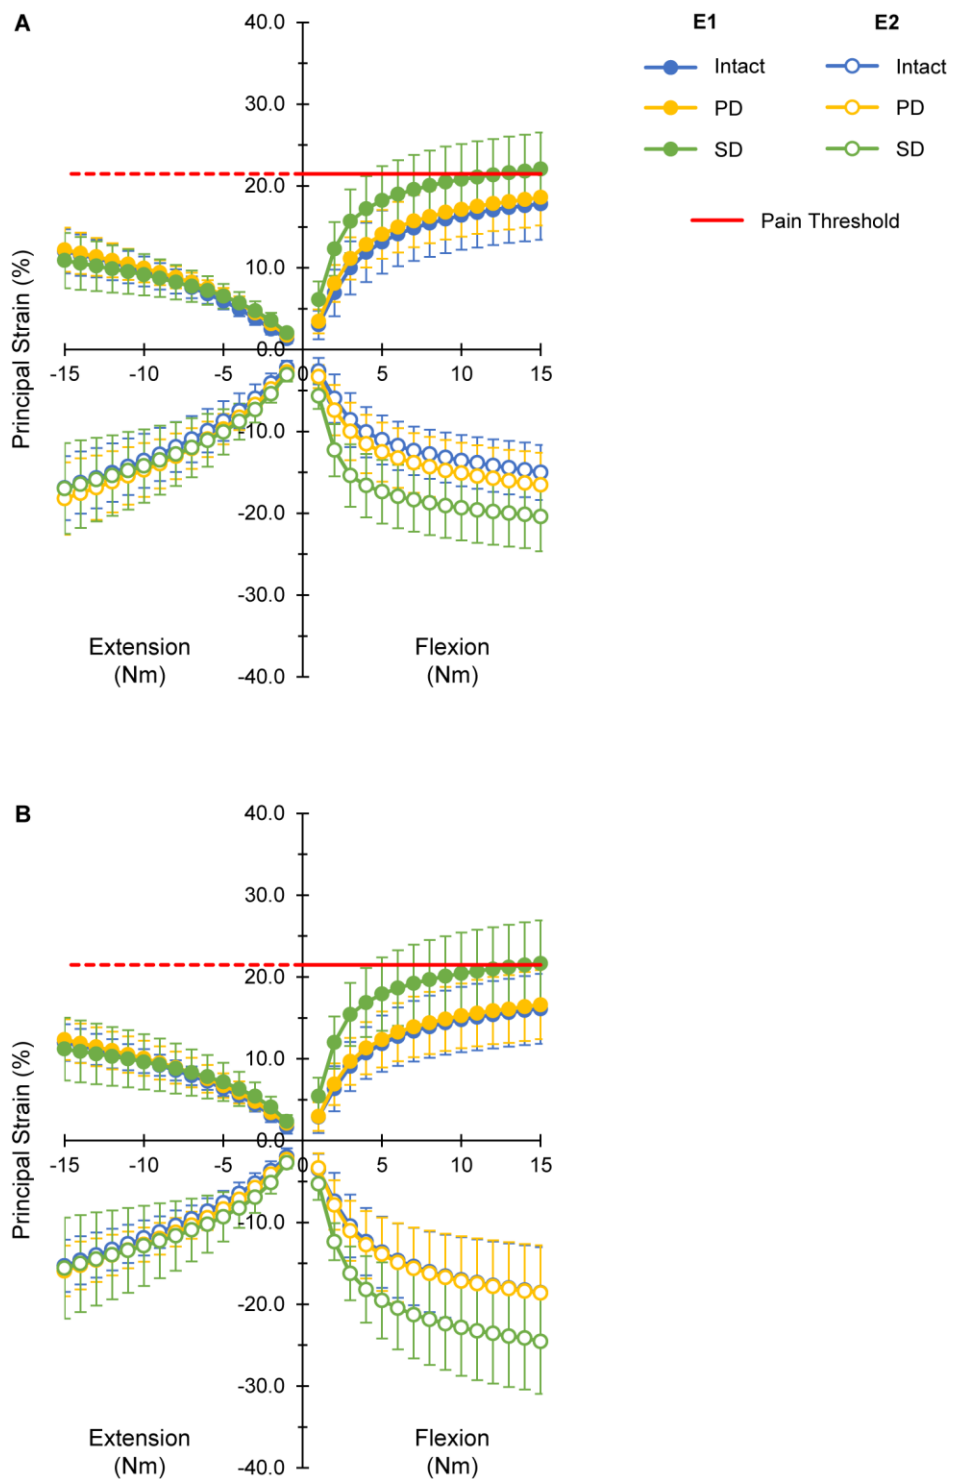 A
40.0
30.0
20.0
10.0
0.0
-10.0
-20.0
-30.0
-40.0
-15 -10 -5 0 5 10 15
Principal Strain (%)
Extension
(Nm)
Flexion
(Nm)
E1 E2
Intact Intact
PD PD
SD SD
Pain Threshold
B
40.0
30.0
20.0
10.0
0.0
-10.0
-20.0
-30.0
-40.0
-15 -10 -5 0 5 10 15
Principal Strain (%)
Extension
(Nm)
Flexion
(Nm)